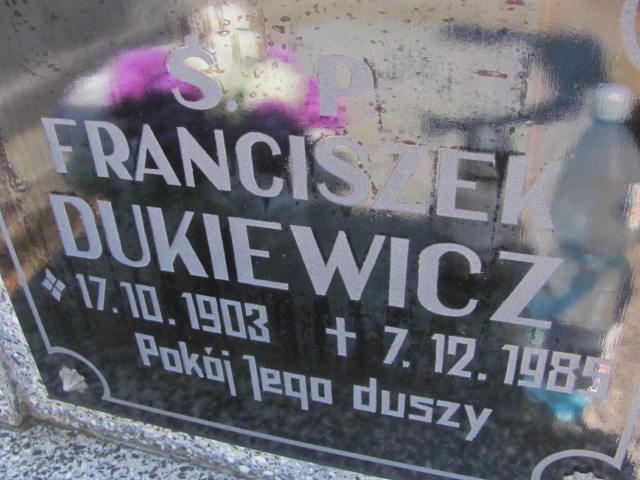 Ś. P.
FRANCISZEK
DUKIEWICZ
17.10.1903 + 7.12.1985
Pokój Jego duszy